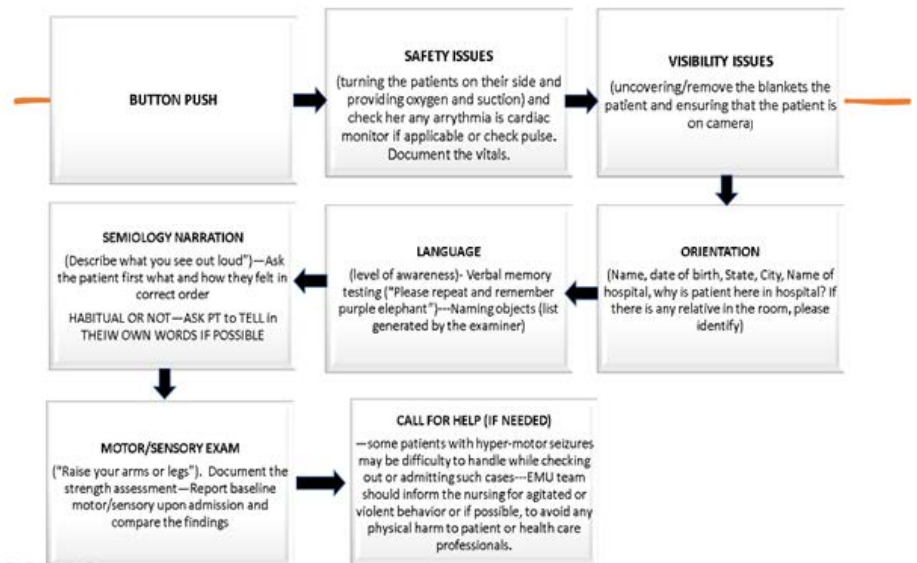 BUTTON PUSH
SAFETY ISSUES
(turning the patients on their side and
providing oxygen and suction) and
check her any arrythmia is cardiac
monitor if applicable or check pulse.
Document the vitals.
VISIBILITY ISSUES
(uncovering/remove the blankets the
patient and ensuring that the patient is
on camera)
ORIENTATION
(Name, date of birth, State, City, Name of
hospital, why is patient here in hospital? If
there is any relative in the room, please
identify)
LANGUAGE
(level of awareness)- Verbal memory
testing ("Please repeat and remember
purple elephant")---Naming objects (list
generated by the examiner)
SEMIOLOGY NARRATION
(Describe what you see out loud")—Ask
the patient first what and how they felt in
correct order
HABITUAL OR NOT—ASK PT to TELL in
THEIW OWN WORDS IF POSSIBLE
MOTOR/SENSORY EXAM
("Raise your arms or legs"). Document the
strength assessment—Report baseline
motor/sensory upon admission and
compare the findings
CALL FOR HELP (IF NEEDED)
—some patients with hyper-motor seizures
may be difficulty to handle while checking
out or admitting such cases---EMU team
should inform the nursing for agitated or
violent behavior or if possible, to avoid any
physical harm to patient or health care
professionals.